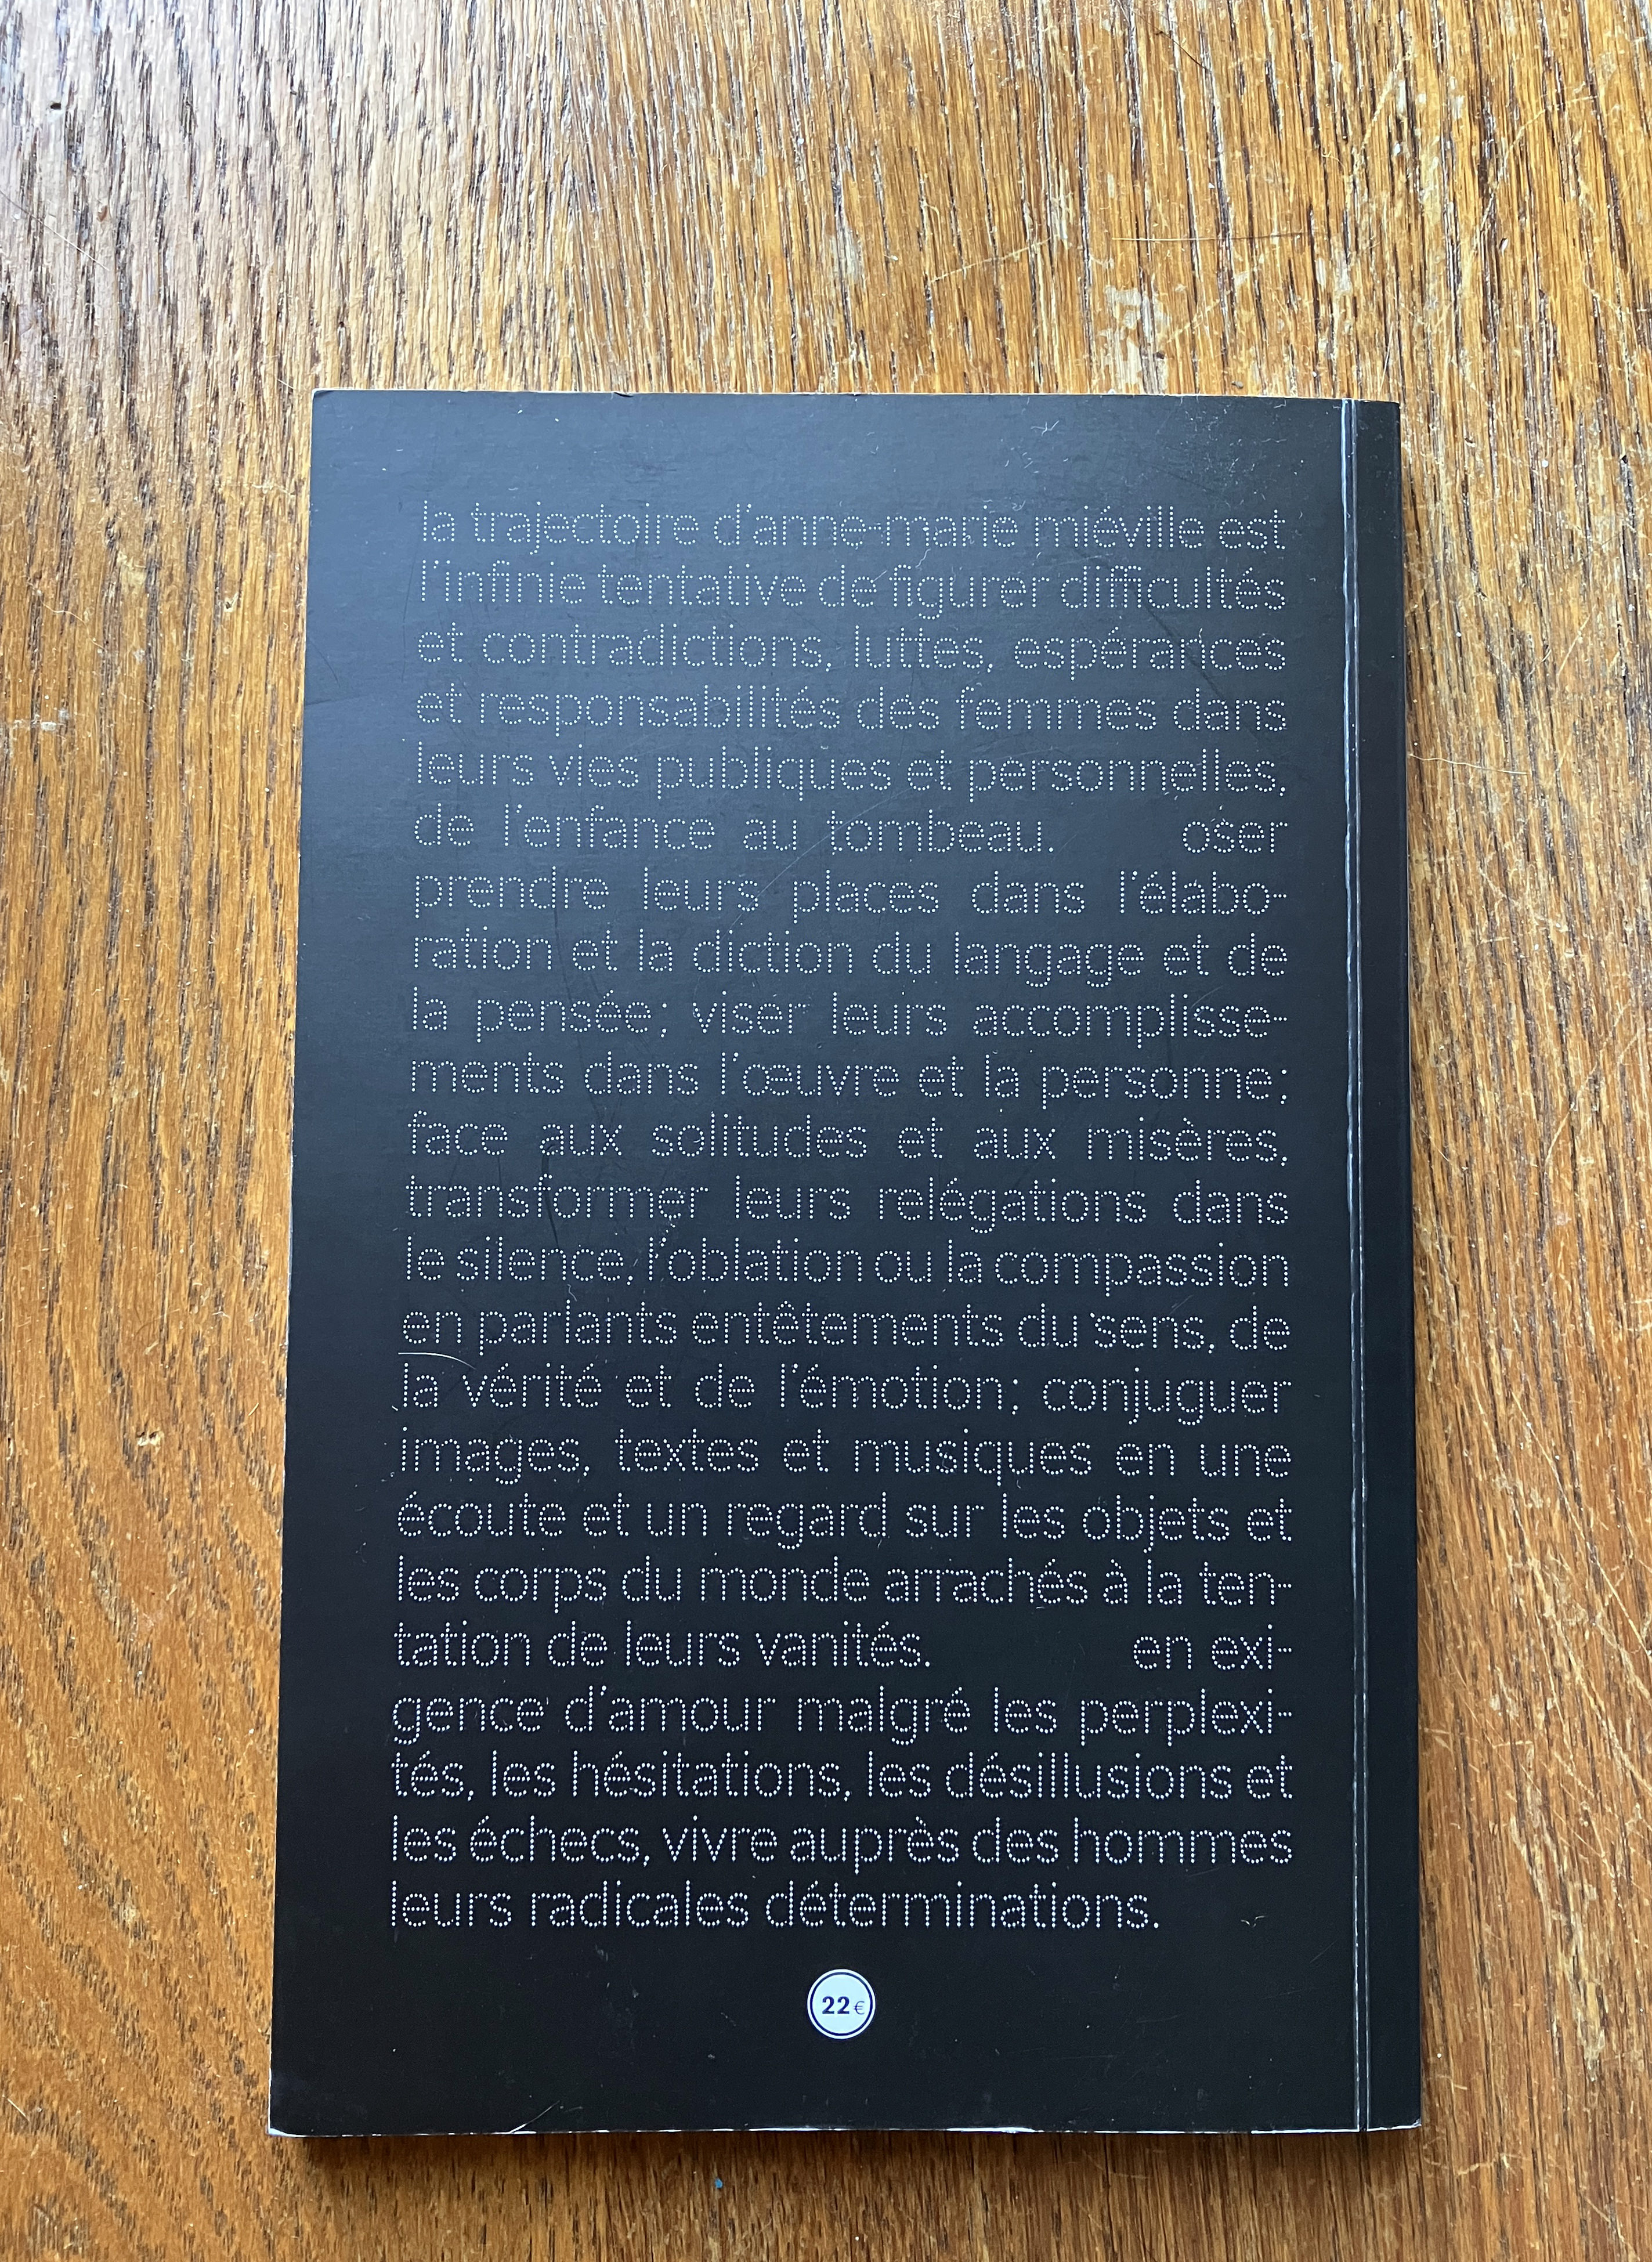 la trajectoire d'anne-marie miéville est
l'infinie tentative de figurer difficultés
et contradictions, luttes, espérances
et responsabilités des femmes dans
leurs vies publiques et personnelles,
de l'enfance au tombeau. oser
prendre leurs places dans l'élabo-
ration et la diction du langage et de
la pensée; viser leurs accomplisse-
ments dans l'œuvre et la personne;
face aux solitudes et aux misères,
transformer leurs relégations dans
le silence, l'oblation ou la compassion
en parlants entêtements du sens, de
la vérité et de l'émotion; conjuguer
images, textes et musiques en une
écoute et un regard sur les objets et
les corps du monde arrachés à la ten-
tation de leurs vanités. en exi-
gence d'amour malgré les perplexi-
tés, les hésitations, les désillusions et
les échecs, vivre auprès des hommes
leurs radicales déterminations.
22€